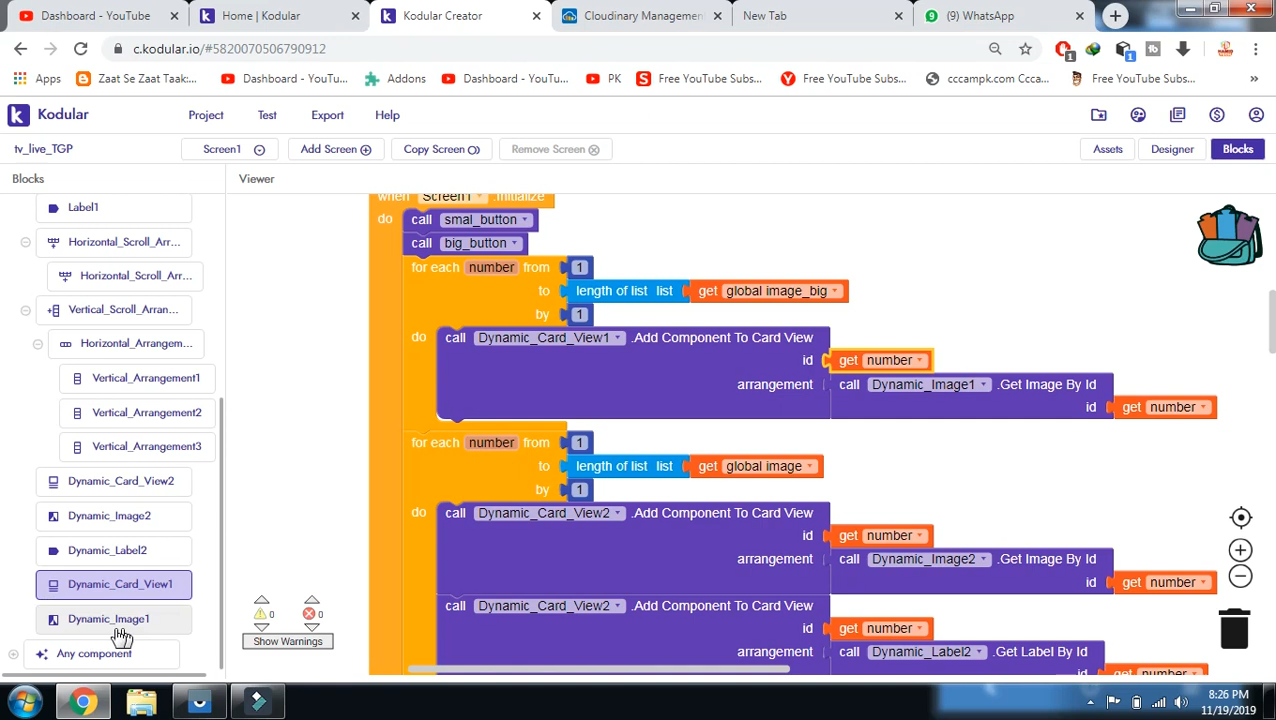 Dashboard - YouTube
Home | Kodular
Kodular Creator
Cloudinary Management
New Tab
(9) WhatsApp
c.kodular.io/#5820070506790912
1
1
Apps
Zaat Se Zaat Taak:...
Dashboard - YouTu...
Addons
Dashboard - YouTu...
PK
Free YouTube Subs...
Free YouTube Subs...
cccampk.com Ccca...
Free YouTube Subs...
»
Kodular
Project
Test
Export
Help
tv_live_TGP
Screen1
Add Screen
Copy Screen
Remove Screen
Assets
Designer
Blocks
Blocks
Viewer
Label1
Horizontal_Scroll_Arr...
Horizontal_Scroll_Arr...
Vertical_Scroll_Arran...
Horizontal_Arrangem...
Vertical_Arrangement1
Vertical_Arrangement2
Vertical_Arrangement3
Dynamic_Card_View2
Dynamic_Image2
Dynamic_Label2
Dynamic_Card_View1
Dynamic_Image1
Any component
when Screen1 .Initialize
do call smal_button
call big_button
for each number from 1
to length of list list get global image_big
by 1
do call Dynamic_Card_View1 .Add Component To Card View
id get number
arrangement call Dynamic_Image1 .Get Image By Id
id get number
for each number from 1
to length of list list get global image
by 1
do call Dynamic_Card_View2 .Add Component To Card View
id get number
arrangement call Dynamic_Image2 .Get Image By Id
id get number
call Dynamic_Card_View2 .Add Component To Card View
id get number
arrangement call Dynamic_Label2 .Get Label By Id
id get number
0 0
Show Warnings
8:26 PM
11/19/2019